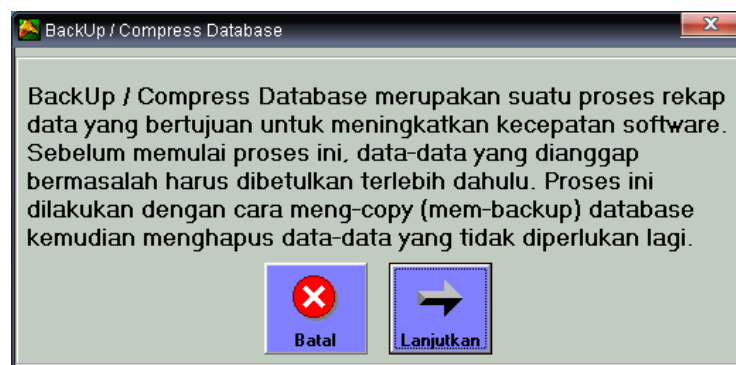 BackUp / Compress Database
BackUp / Compress Database merupakan suatu proses rekap
data yang bertujuan untuk meningkatkan kecepatan software.
Sebelum memulai proses ini, data-data yang dianggap
bermasalah harus dibetulkan terlebih dahulu. Proses ini
dilakukan dengan cara meng-copy (mem-backup) database
kemudian menghapus data-data yang tidak diperlukan lagi.
Batal
Lanjutkan